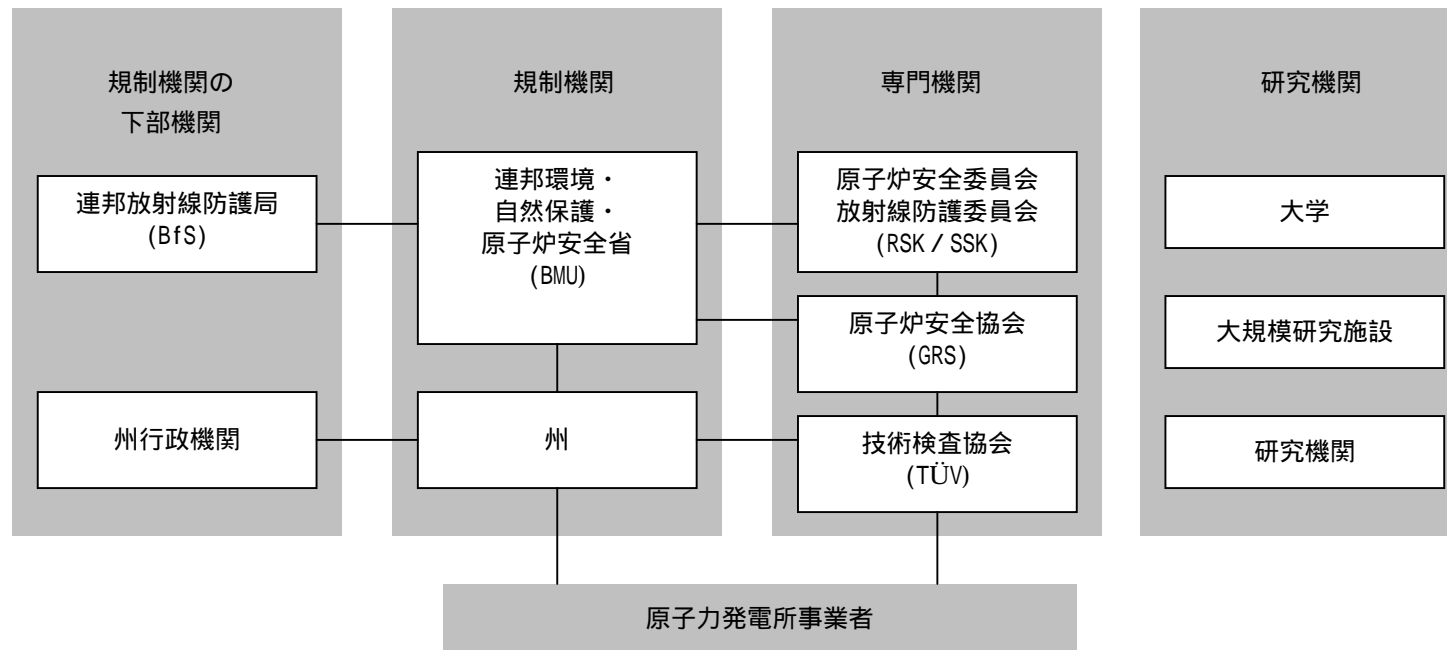 規制機関の
下部機関
連邦放射線防護局
(BfS)
州行政機関
規制機関
連邦環境・
自然保護・
原子炉安全省
(BMU)
州
専門機関
原子炉安全委員会
放射線防護委員会
(RSK／SSK)
原子炉安全協会
(GRS)
技術検査協会
(TÜV)
研究機関
大学
大規模研究施設
研究機関
原子力発電所事業者